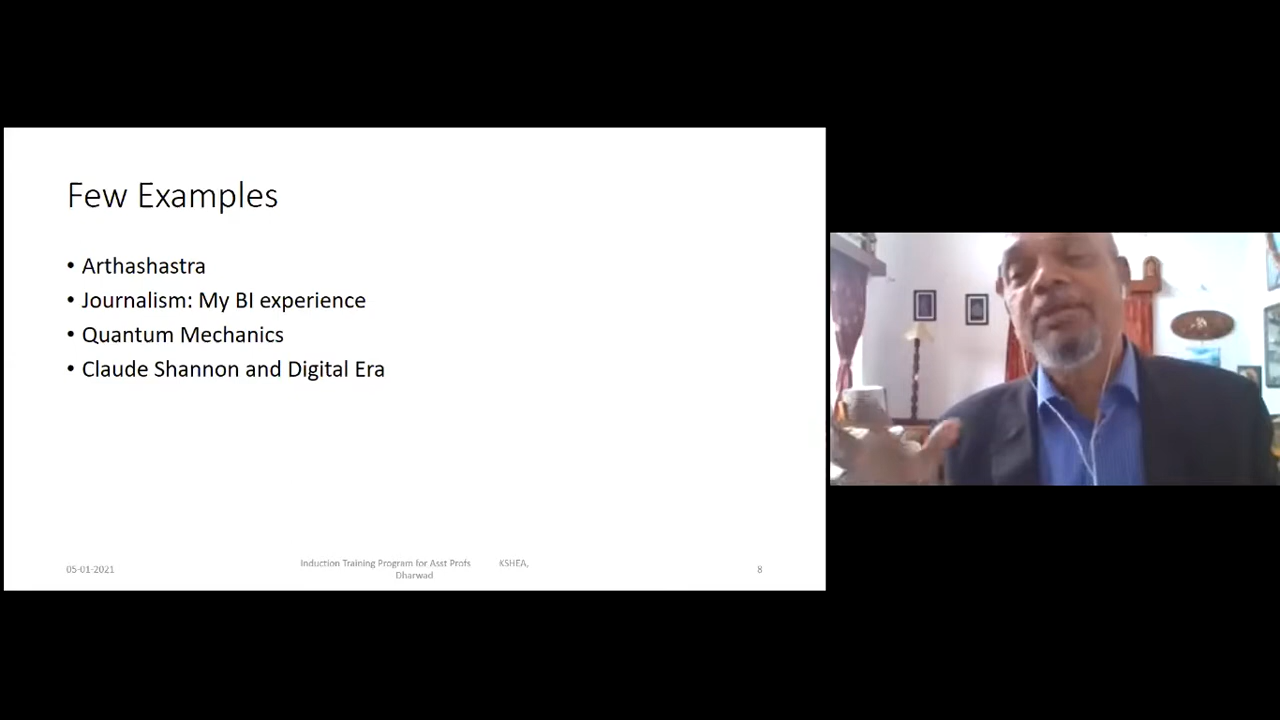 Few Examples
• Arthashastra
• Journalism: My BI experience
• Quantum Mechanics
• Claude Shannon and Digital Era
05-01-2021
Induction Training Program for Asst Profs KSHEA,
Dharwad
8